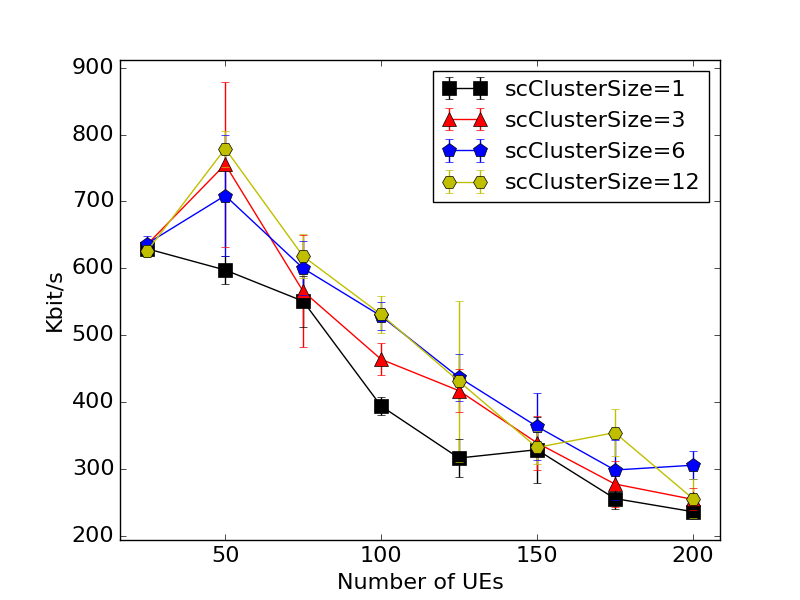 900
800
700
600
500
400
300
200
Kbit/s
50
100
150
200
Number of UEs
scClusterSize=1
scClusterSize=3
scClusterSize=6
scClusterSize=12